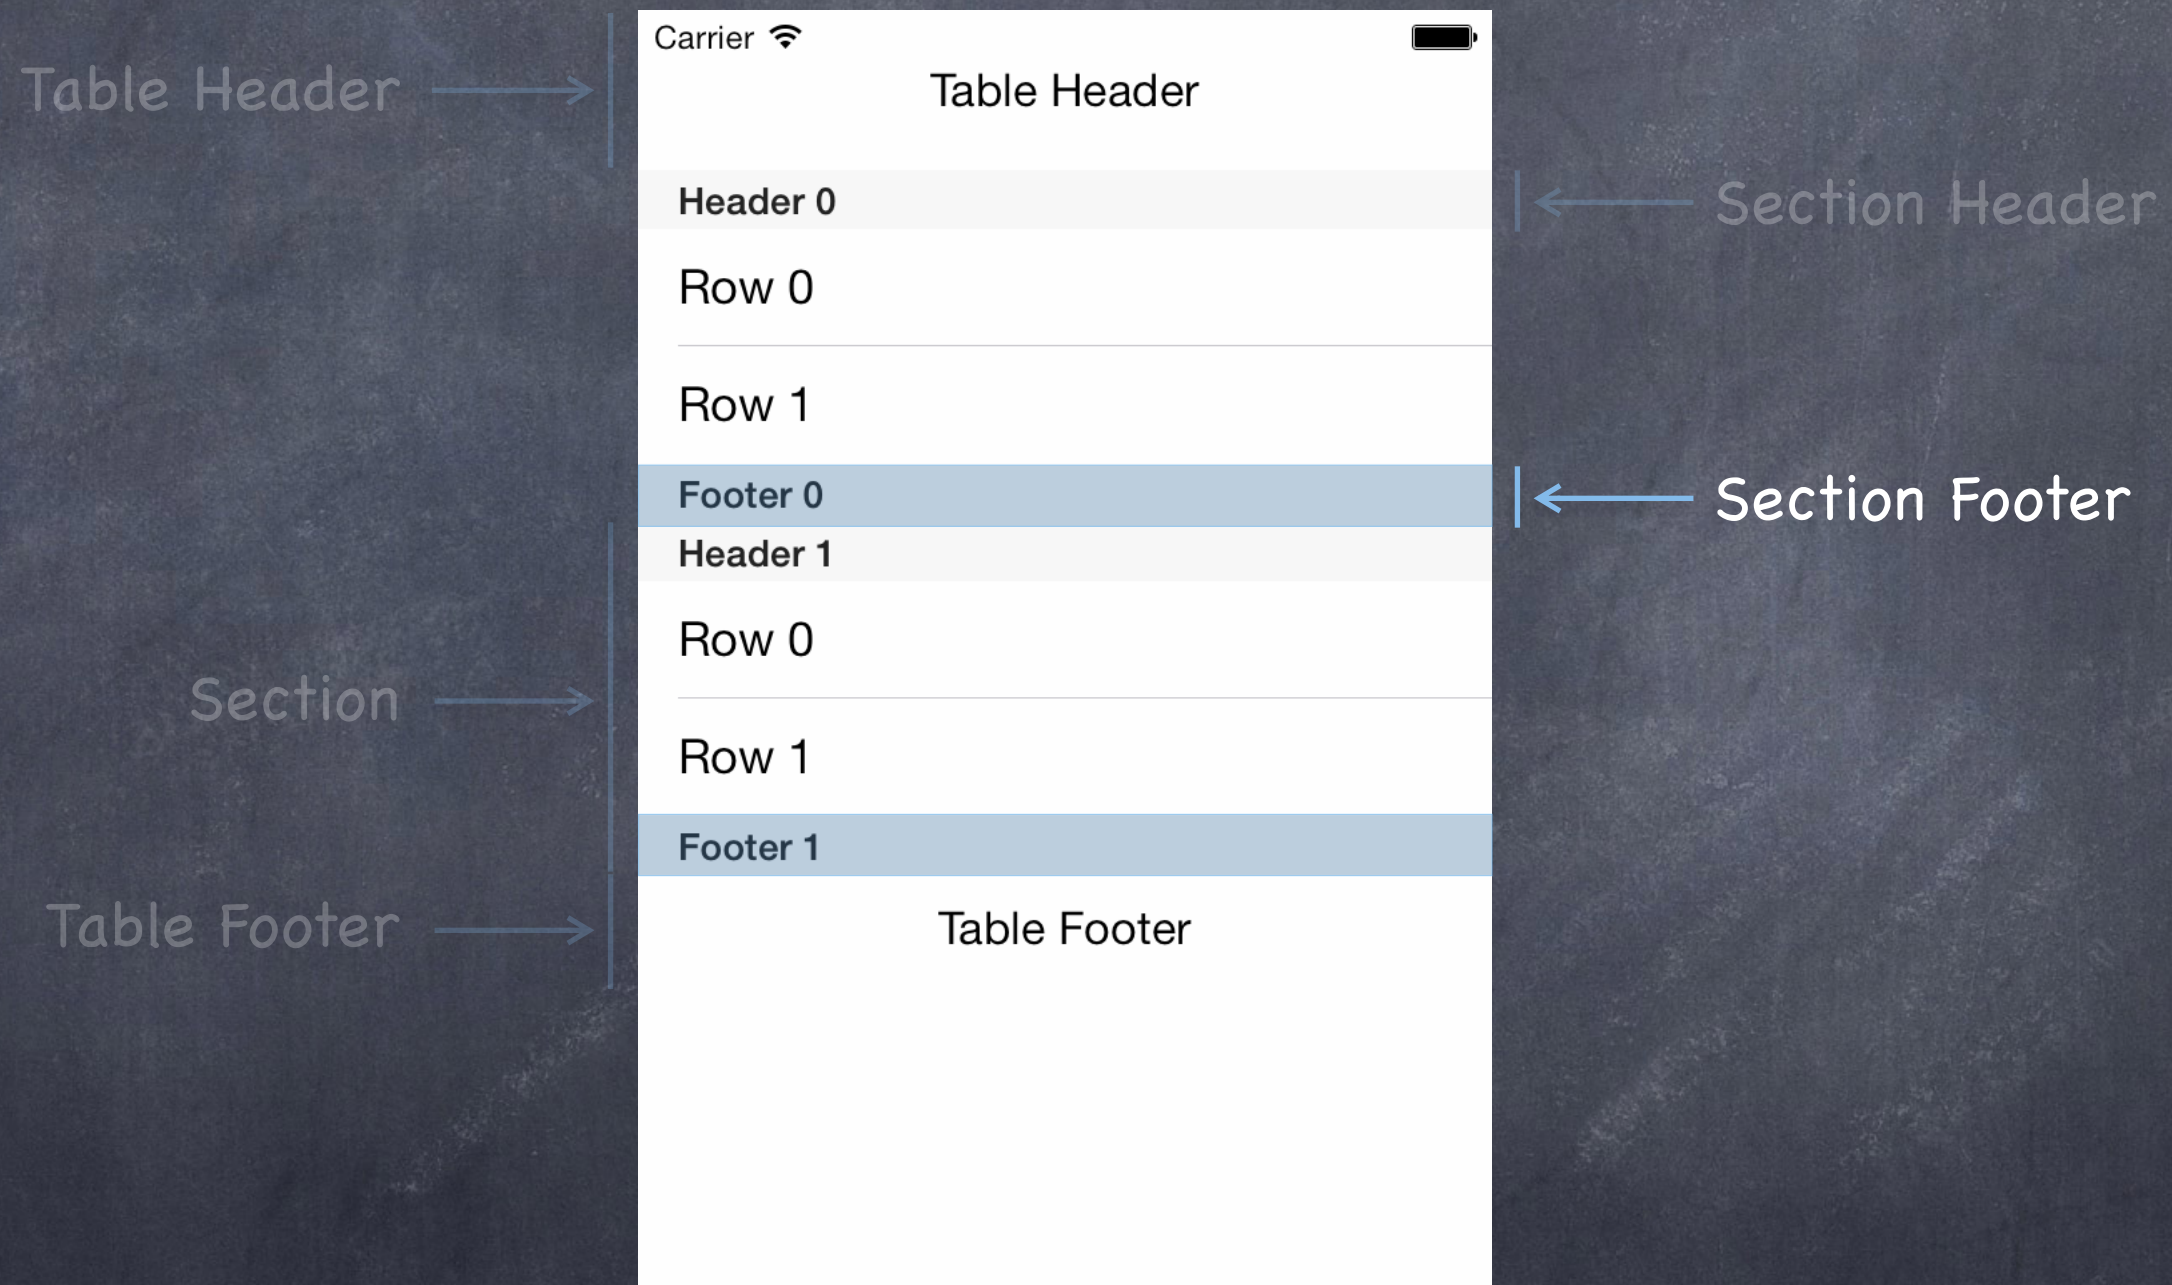 Carrier
Table Header
Table Header
Header 0
Section Header
Row 0
Row 1
Footer 0
Section Footer
Header 1
Row 0
Section
Row 1
Footer 1
Table Footer
Table Footer